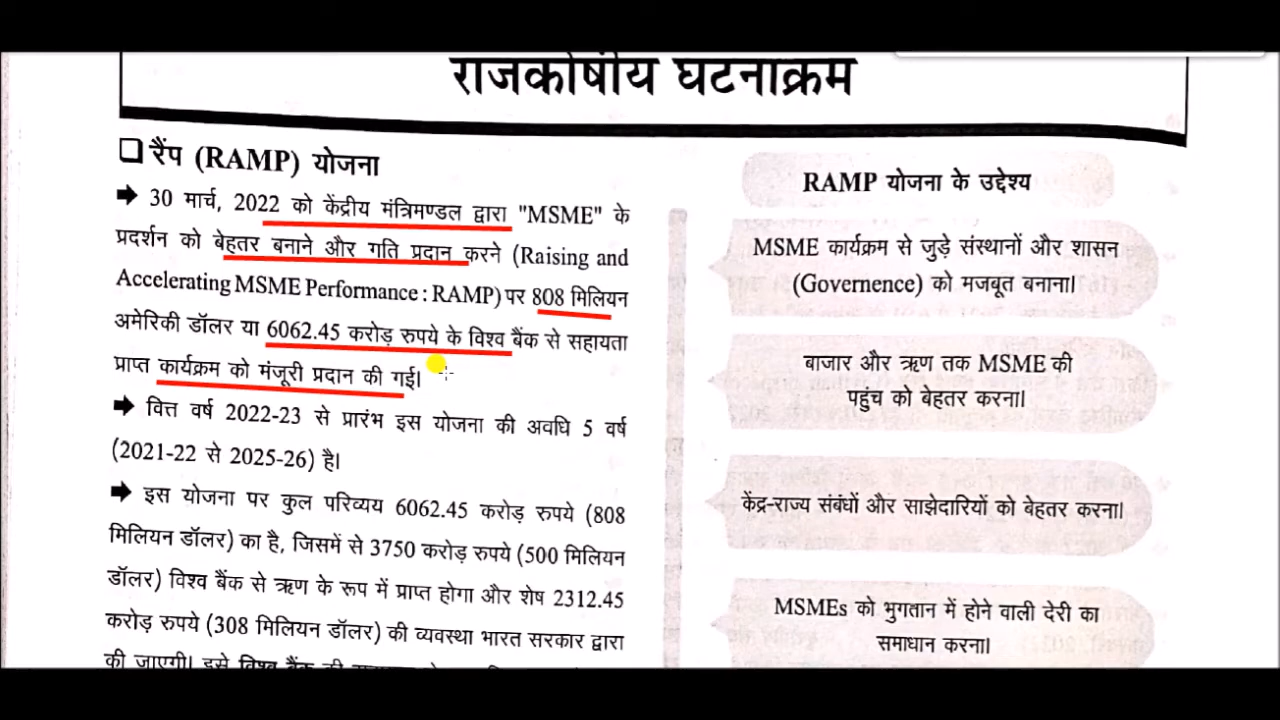 राजकोषीय घटनाक्रम
❑ रैंप (RAMP) योजना
➡ 30 मार्च, 2022 को केंद्रीय मंत्रिमण्डल द्वारा "MSME" के
प्रदर्शन को बेहतर बनाने और गति प्रदान करने (Raising and
Accelerating MSME Performance : RAMP) पर 808 मिलियन
अमेरिकी डॉलर या 6062.45 करोड़ रुपये के विश्व बैंक से सहायता
प्राप्त कार्यक्रम को मंजूरी प्रदान की गई।
➡ वित्त वर्ष 2022-23 से प्रारंभ इस योजना की अवधि 5 वर्ष
(2021-22 से 2025-26) है।
➡ इस योजना पर कुल परिव्यय 6062.45 करोड़ रुपये (808
मिलियन डॉलर) का है, जिसमें से 3750 करोड़ रुपये (500 मिलियन
डॉलर) विश्व बैंक से ऋण के रूप में प्राप्त होगा और शेष 2312.45
करोड़ रुपये (308 मिलियन डॉलर) की व्यवस्था भारत सरकार द्वारा
की जाएगी। इसे विश्व बैंक की
RAMP योजना के उद्देश्य
MSME कार्यक्रम से जुड़े संस्थानों और शासन
(Governence) को मजबूत बनाना।
बाजार और ऋण तक MSME की
पहुंच को बेहतर करना।
केंद्र-राज्य संबंधों और साझेदारियों को बेहतर करना।
MSMEs को भुगतान में होने वाली देरी का
समाधान करना।